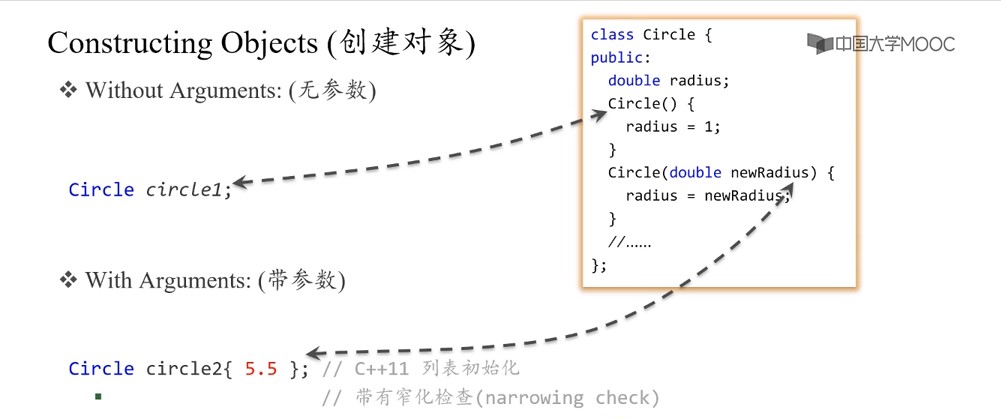 Constructing Objects (创建对象)
❖ Without Arguments: (无参数)
Circle circle1;
❖ With Arguments: (带参数)
Circle circle2{ 5.5 }; // C++11 列表初始化
// 带有窄化检查(narrowing check)
class Circle {
public:
  double radius;
  Circle() {
    radius = 1;
  }
  Circle(double newRadius) {
    radius = newRadius;
  }
  //……
};
中国大学MOOC